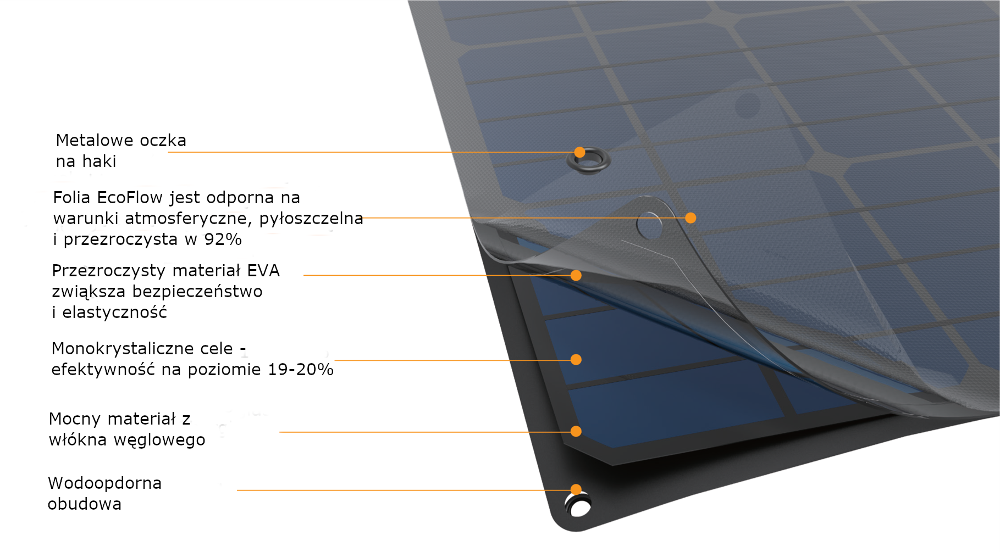 Metalowe oczka
na haki
Folia EcoFlow jest odporna na
warunki atmosferyczne, pyłoszczelna
i przezroczysta w 92%
Przezroczysty materiał EVA
zwiąksza bezpieczeństwo
i elastyczność
Monokrystaliczne cele -
efektywność na poziomie 19-20%
Mocny materiał z
włókna węglowego
Wodoopdorna
obudowa